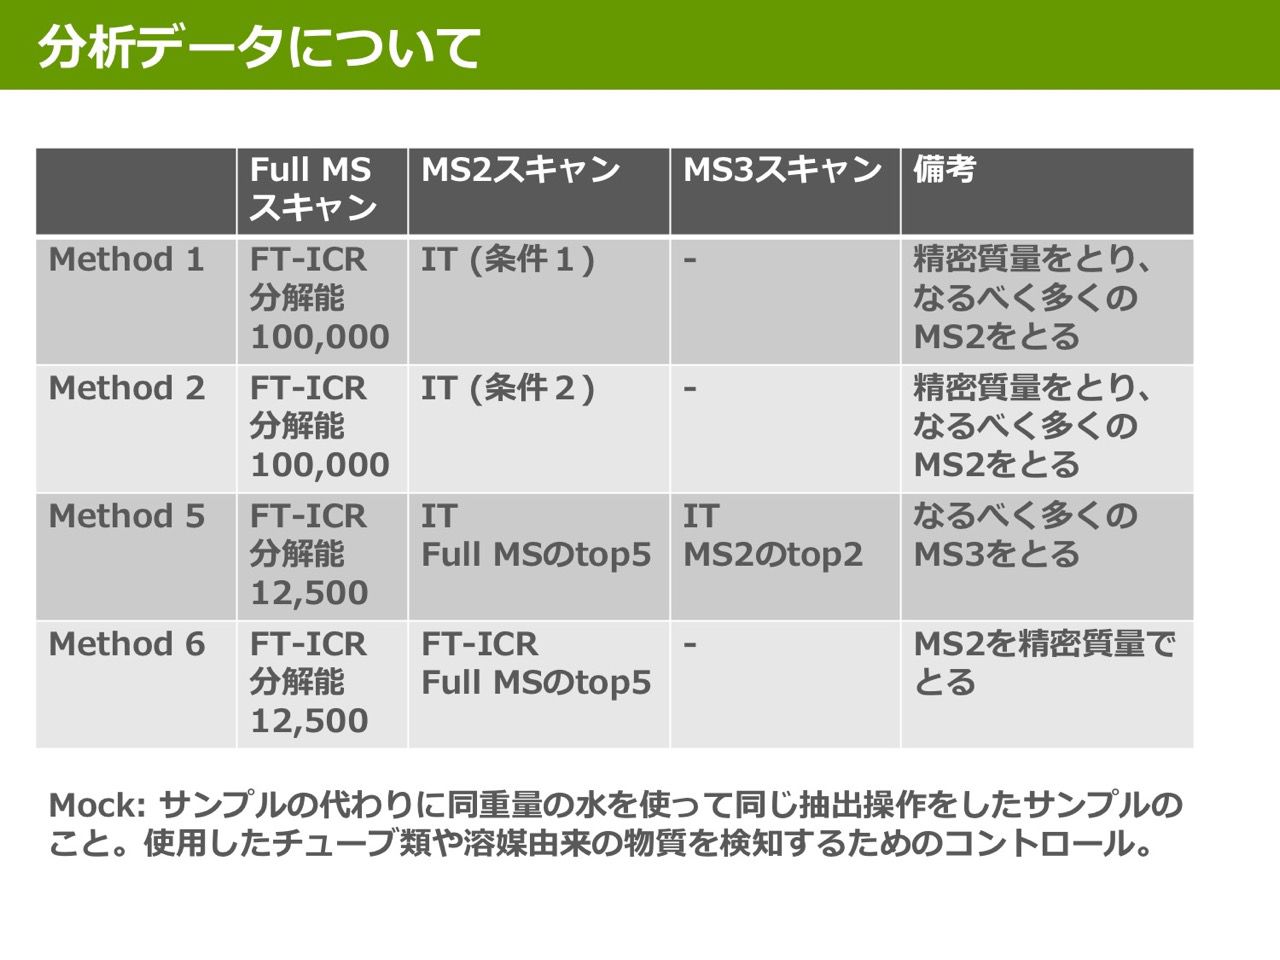 分析データについて
Full MS
スキャン
MS2スキャン
MS3スキャン
備考
Method 1
FT-ICR
分解能
100,000
IT (条件１)
-
精密質量をとり、
なるべく多くの
MS2をとる
Method 2
FT-ICR
分解能
100,000
IT (条件２)
-
精密質量をとり、
なるべく多くの
MS2をとる
Method 5
FT-ICR
分解能
12,500
IT
Full MSのtop5
IT
MS2のtop2
なるべく多くの
MS3をとる
Method 6
FT-ICR
分解能
12,500
FT-ICR
Full MSのtop5
-
MS2を精密質量で
とる
Mock: サンプルの代わりに同重量の水を使って同じ抽出操作をしたサンプルの
こと。使用したチューブ類や溶媒由来の物質を検知するためのコントロール。